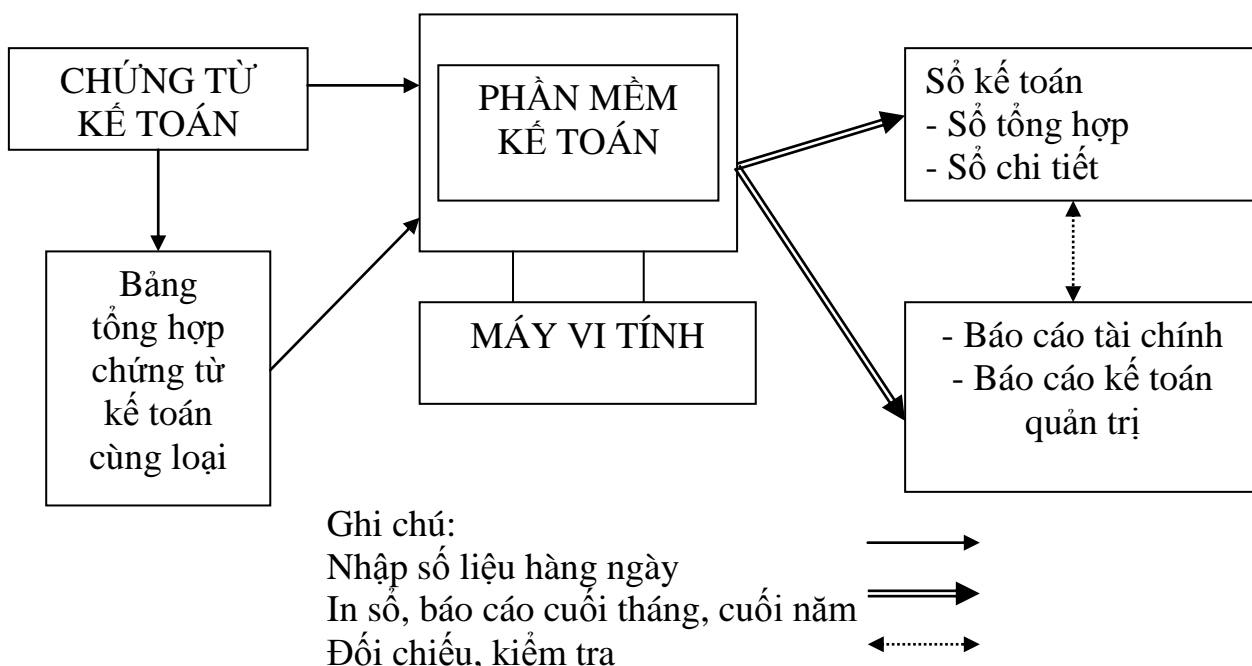 CHỨNG TỪ
KẾ TOÁN
PHẦN MỀM
KẾ TOÁN
Sổ kế toán
- Sổ tổng hợp
- Sổ chi tiết
Bảng
tổng hợp
chứng từ
kế toán
cùng loại
MÁY VI TÍNH
- Báo cáo tài chính
- Báo cáo kế toán
quản trị
Ghi chú:
Nhập số liệu hàng ngày
In sổ, báo cáo cuối tháng, cuối năm
Đối chiếu, kiểm tra